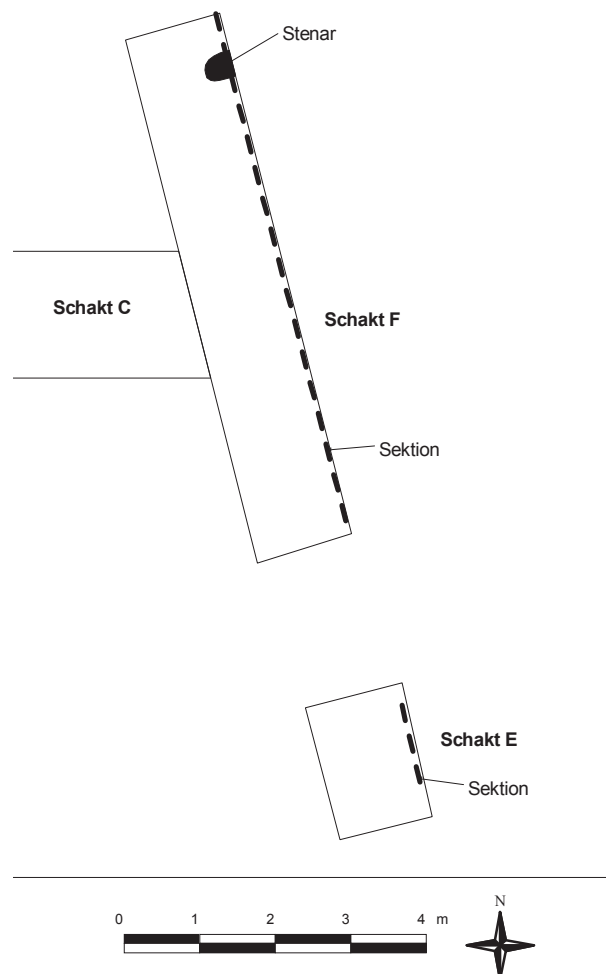 Stenar
Schakt C
Schakt F
Sektion
Schakt E
Sektion
0 1 2 3 4 m
N